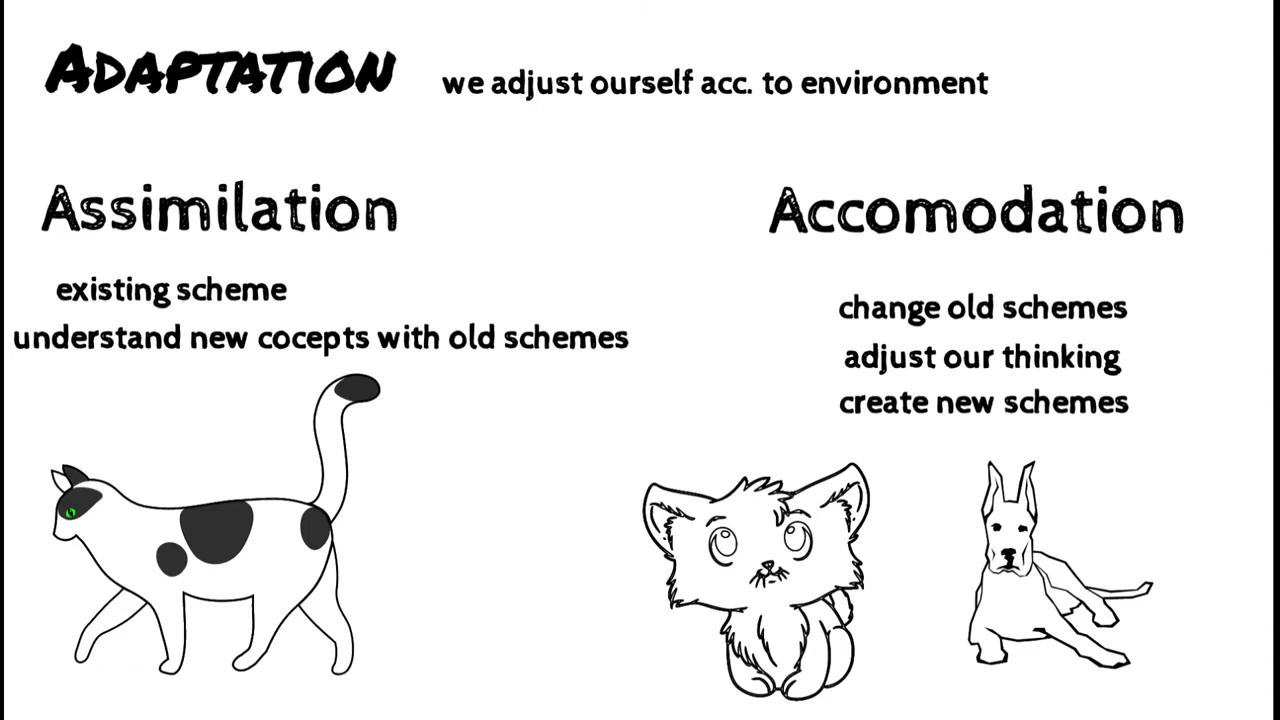 ADAPTATION we adjust ourself acc. to environment
Assimilation
existing scheme
understand new cocepts with old schemes
Accomodation
change old schemes
adjust our thinking
create new schemes